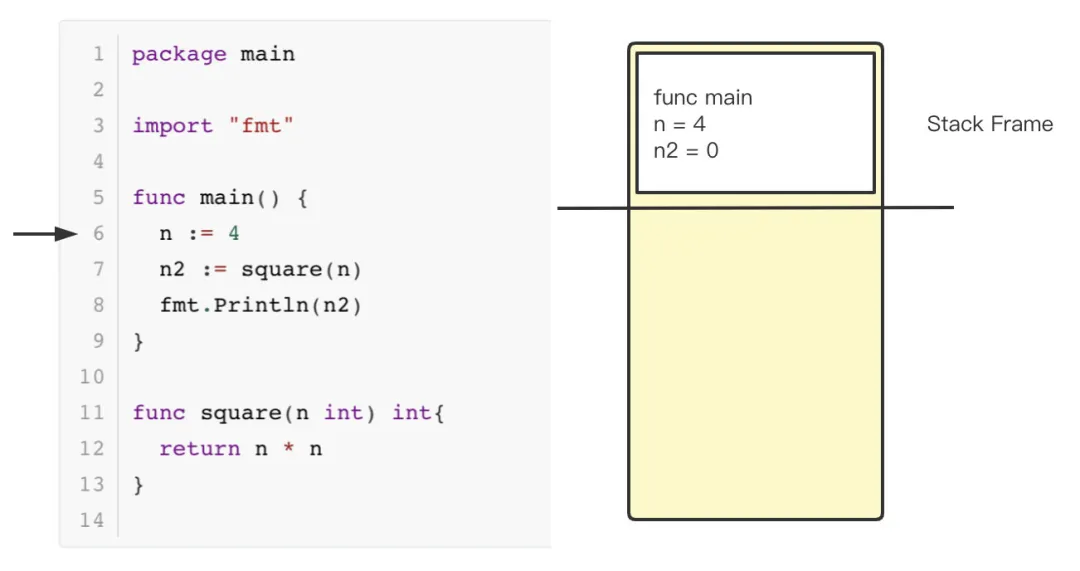 1 package main
2
3 import "fmt"
4
5 func main() {
6 n := 4
7 n2 := square(n)
8 fmt.Println(n2)
9 }
10
11 func square(n int) int{
12 return n * n
13 }
14
func main
n = 4
n2 = 0
Stack Frame